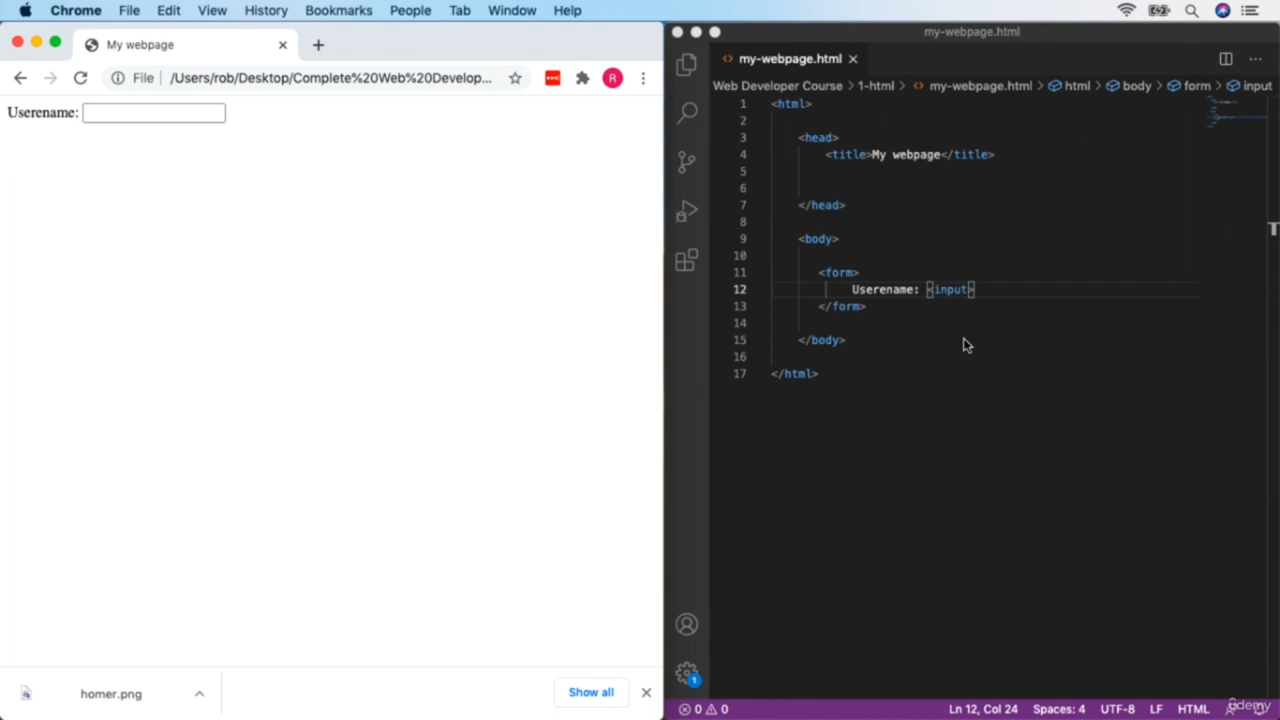 Chrome File Edit View History Bookmarks People Tab Window Help
My webpage
File /Users/rob/Desktop/Complete%20Web%20Develop...
R
Userename:
homer.png
Show all
my-webpage.html
my-webpage.html
Web Developer Course > 1-html > my-webpage.html > html > body > form > input
1 <html>
2
3 <head>
4 <title>My webpage</title>
5
6
7 </head>
8
9 <body>
10
11 <form>
12 Userename: <input>
13 </form>
14
15 </body>
16
17 </html>
T
1
0 0 Ln 12, Col 24 Spaces: 4 UTF-8 LF HTML
ûdemy